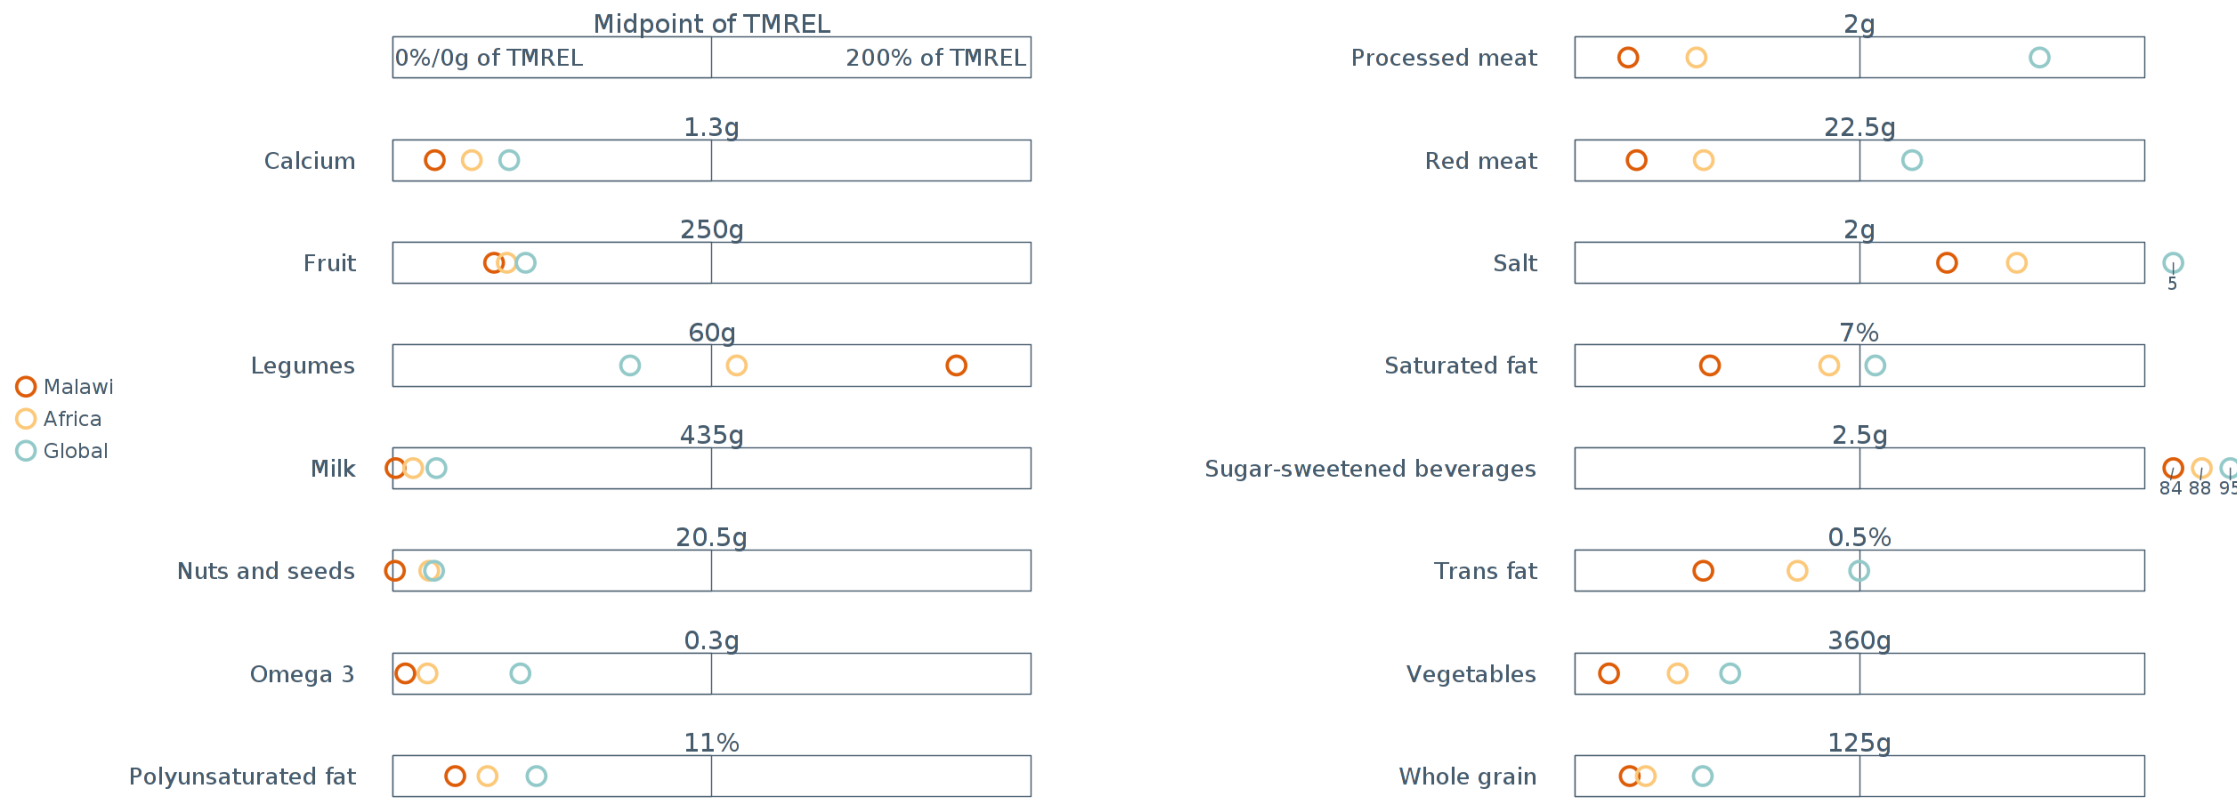 Midpoint of TMREL
0%/0g of TMREL 200% of TMREL
1.3g
Calcium
250g
Fruit
60g
Legumes
435g
Milk
20.5g
Nuts and seeds
0.3g
Omega 3
11%
Polyunsaturated fat
Malawi
Africa
Global
2g
Processed meat
22.5g
Red meat
2g
Salt
5
7%
Saturated fat
2.5g
Sugar-sweetened beverages
84 88 95
0.5%
Trans fat
360g
Vegetables
125g
Whole grain